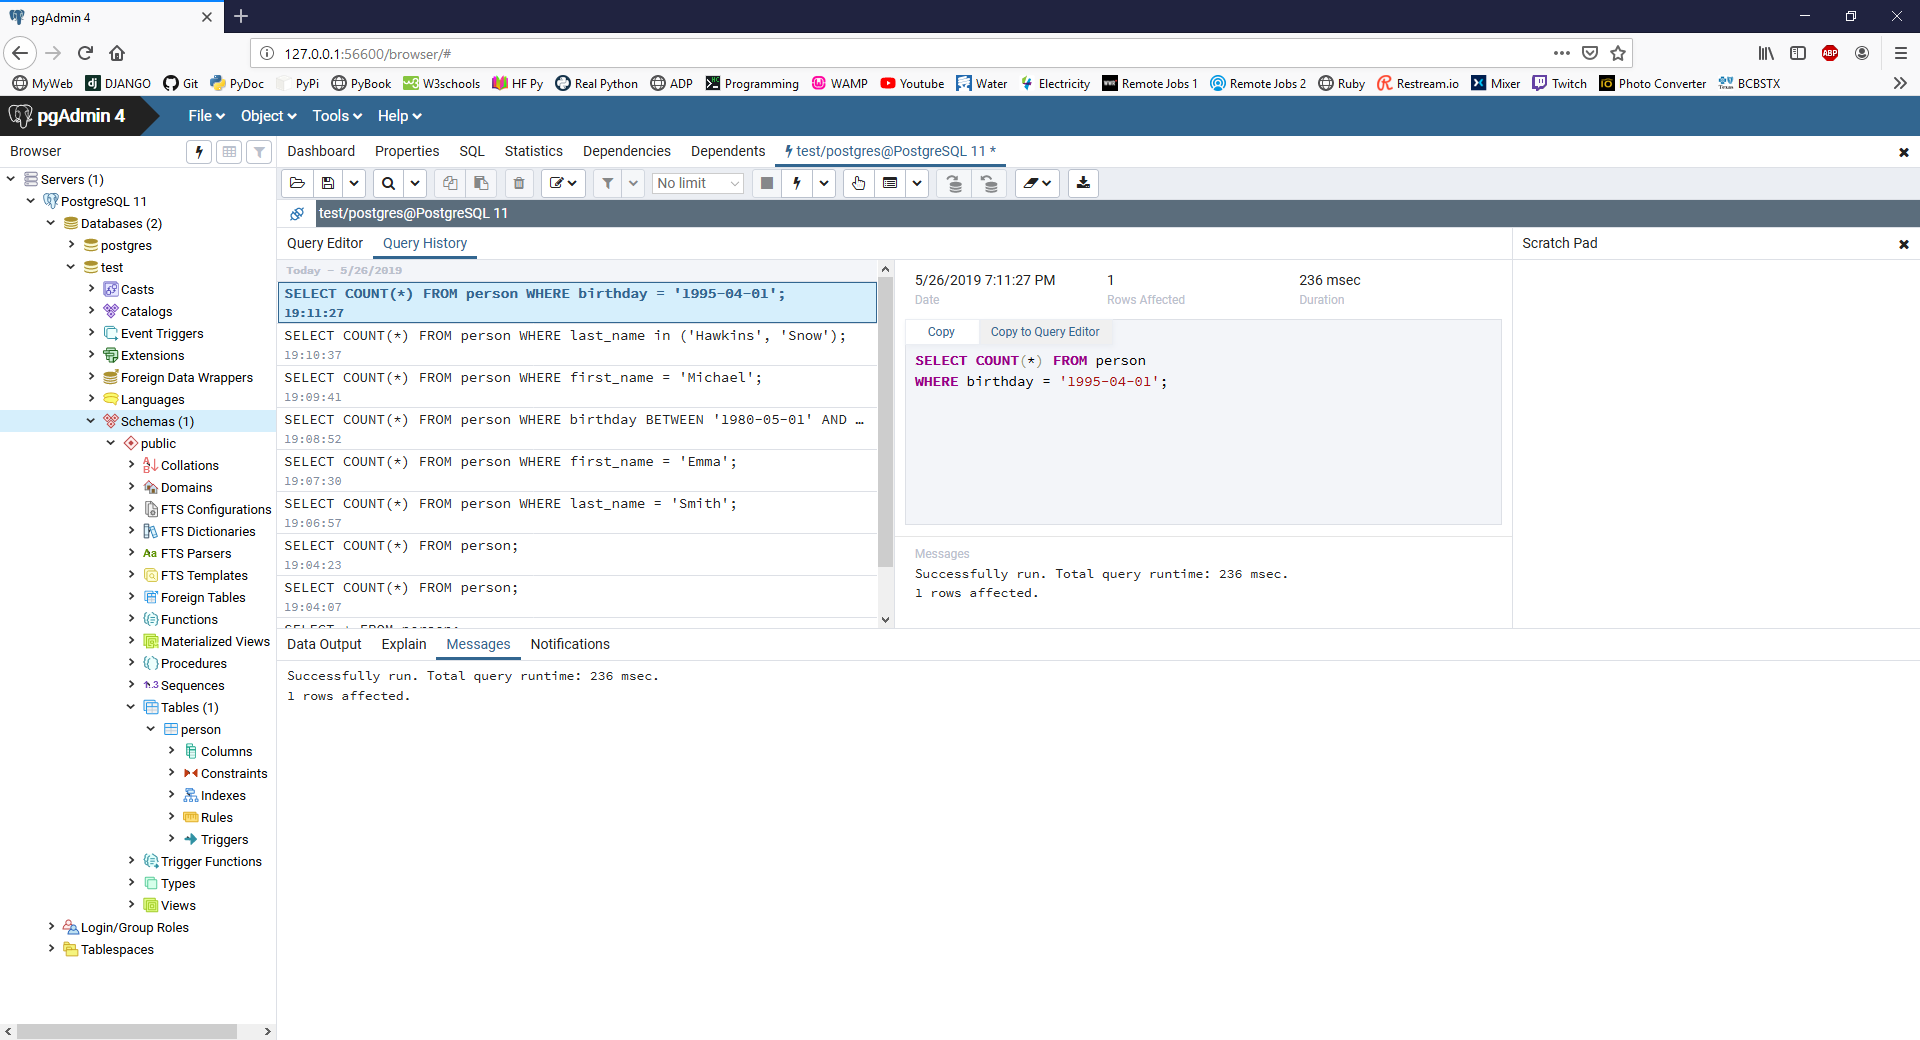 pgAdmin 4
127.0.0.1:56600/browser/#
MyWeb DJANGO Git PyDoc PyPi PyBook W3schools HF Py Real Python ADP Programming WAMP Youtube Water Electricity Remote Jobs 1 Remote Jobs 2 Ruby Restream.io Mixer Twitch Photo Converter BCBSTX
pgAdmin 4 File Object Tools Help
Browser
Servers (1)
PostgreSQL 11
Databases (2)
postgres
test
Casts
Catalogs
Event Triggers
Extensions
Foreign Data Wrappers
Languages
Schemas (1)
public
Collations
Domains
FTS Configurations
FTS Dictionaries
FTS Parsers
FTS Templates
Foreign Tables
Functions
Materialized Views
Procedures
Sequences
Tables (1)
person
Columns
Constraints
Indexes
Rules
Triggers
Trigger Functions
Types
Views
Login/Group Roles
Tablespaces
Dashboard Properties SQL Statistics Dependencies Dependents test/postgres@PostgreSQL 11 *
No limit
test/postgres@PostgreSQL 11
Query Editor Query History
Today - 5/26/2019
SELECT COUNT(*) FROM person WHERE birthday = '1995-04-01';
19:11:27
SELECT COUNT(*) FROM person WHERE last_name in ('Hawkins', 'Snow');
19:10:37
SELECT COUNT(*) FROM person WHERE first_name = 'Michael';
19:09:41
SELECT COUNT(*) FROM person WHERE birthday BETWEEN '1980-05-01' AND …
19:08:52
SELECT COUNT(*) FROM person WHERE first_name = 'Emma';
19:07:30
SELECT COUNT(*) FROM person WHERE last_name = 'Smith';
19:06:57
SELECT COUNT(*) FROM person;
19:04:23
SELECT COUNT(*) FROM person;
19:04:07
SELECT * FROM person;
5/26/2019 7:11:27 PM 1 236 msec
Date Rows Affected Duration
Copy Copy to Query Editor
SELECT COUNT(*) FROM person
WHERE birthday = '1995-04-01';
Messages
Successfully run. Total query runtime: 236 msec.
1 rows affected.
Scratch Pad
Data Output Explain Messages Notifications
Successfully run. Total query runtime: 236 msec.
1 rows affected.